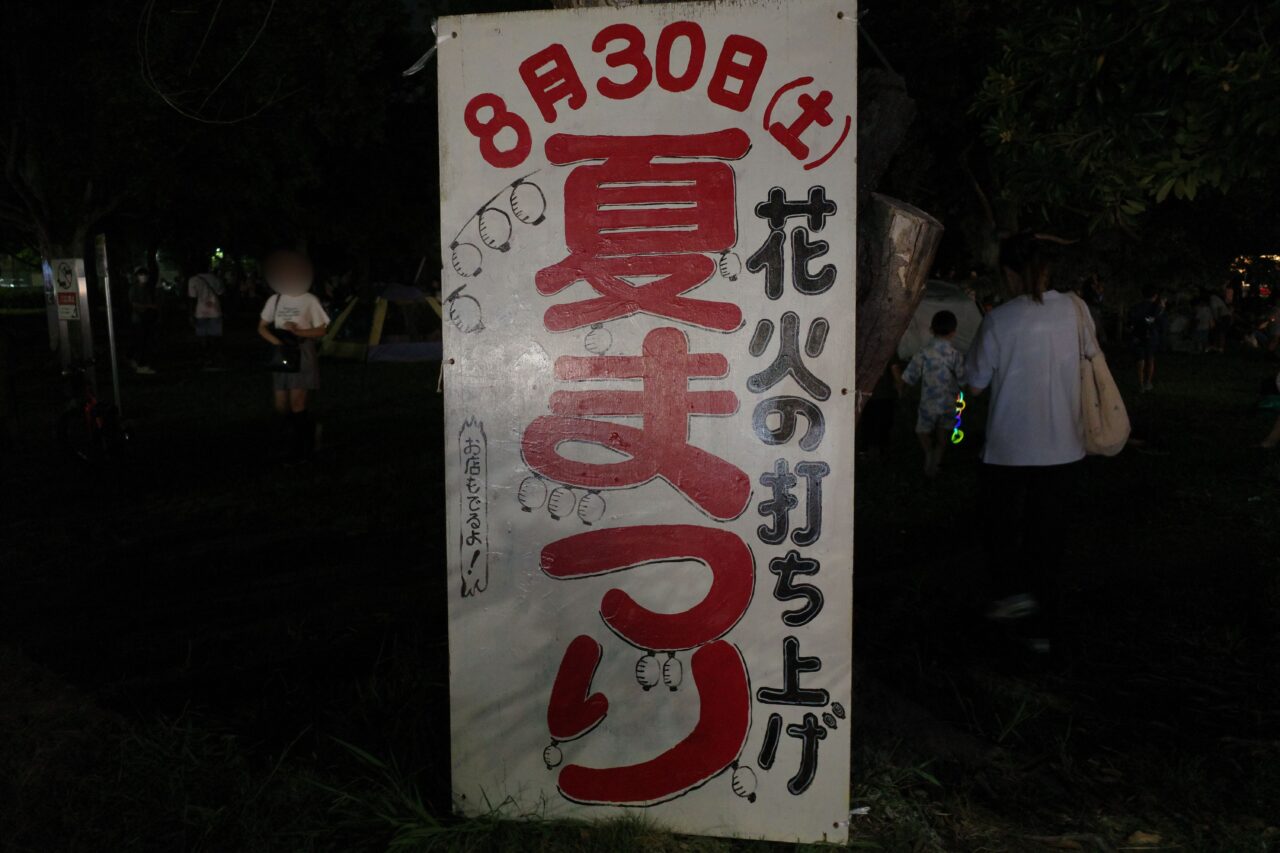 8月30日(土)
花火の打ち上げ
夏まつり
お店もでるよ!